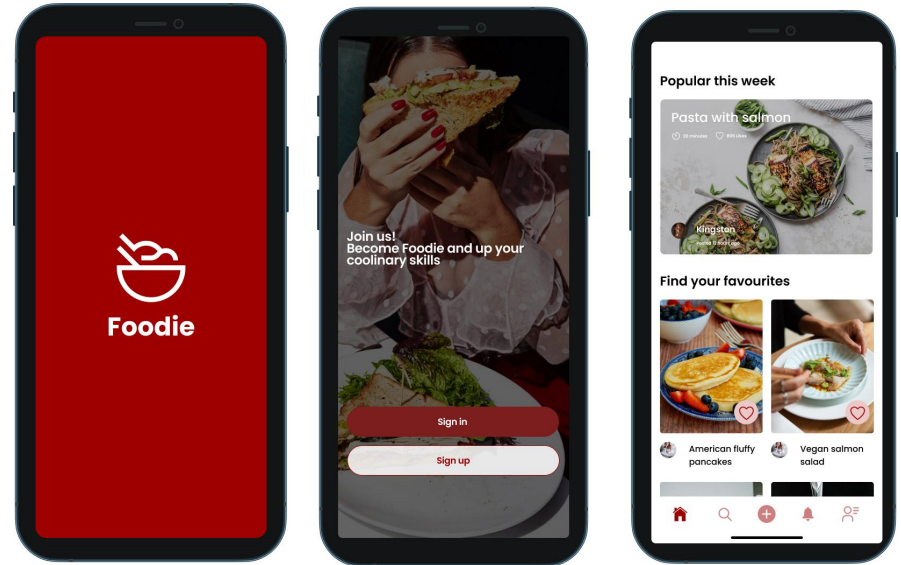 Foodie
Join us!
Become Foodie and up your
coolinary skills
Sign in
Sign up
Popular this week
Pasta with salmon
Kingston
Find your favourites
American fluffy
pancakes
Vegan salmon
salad